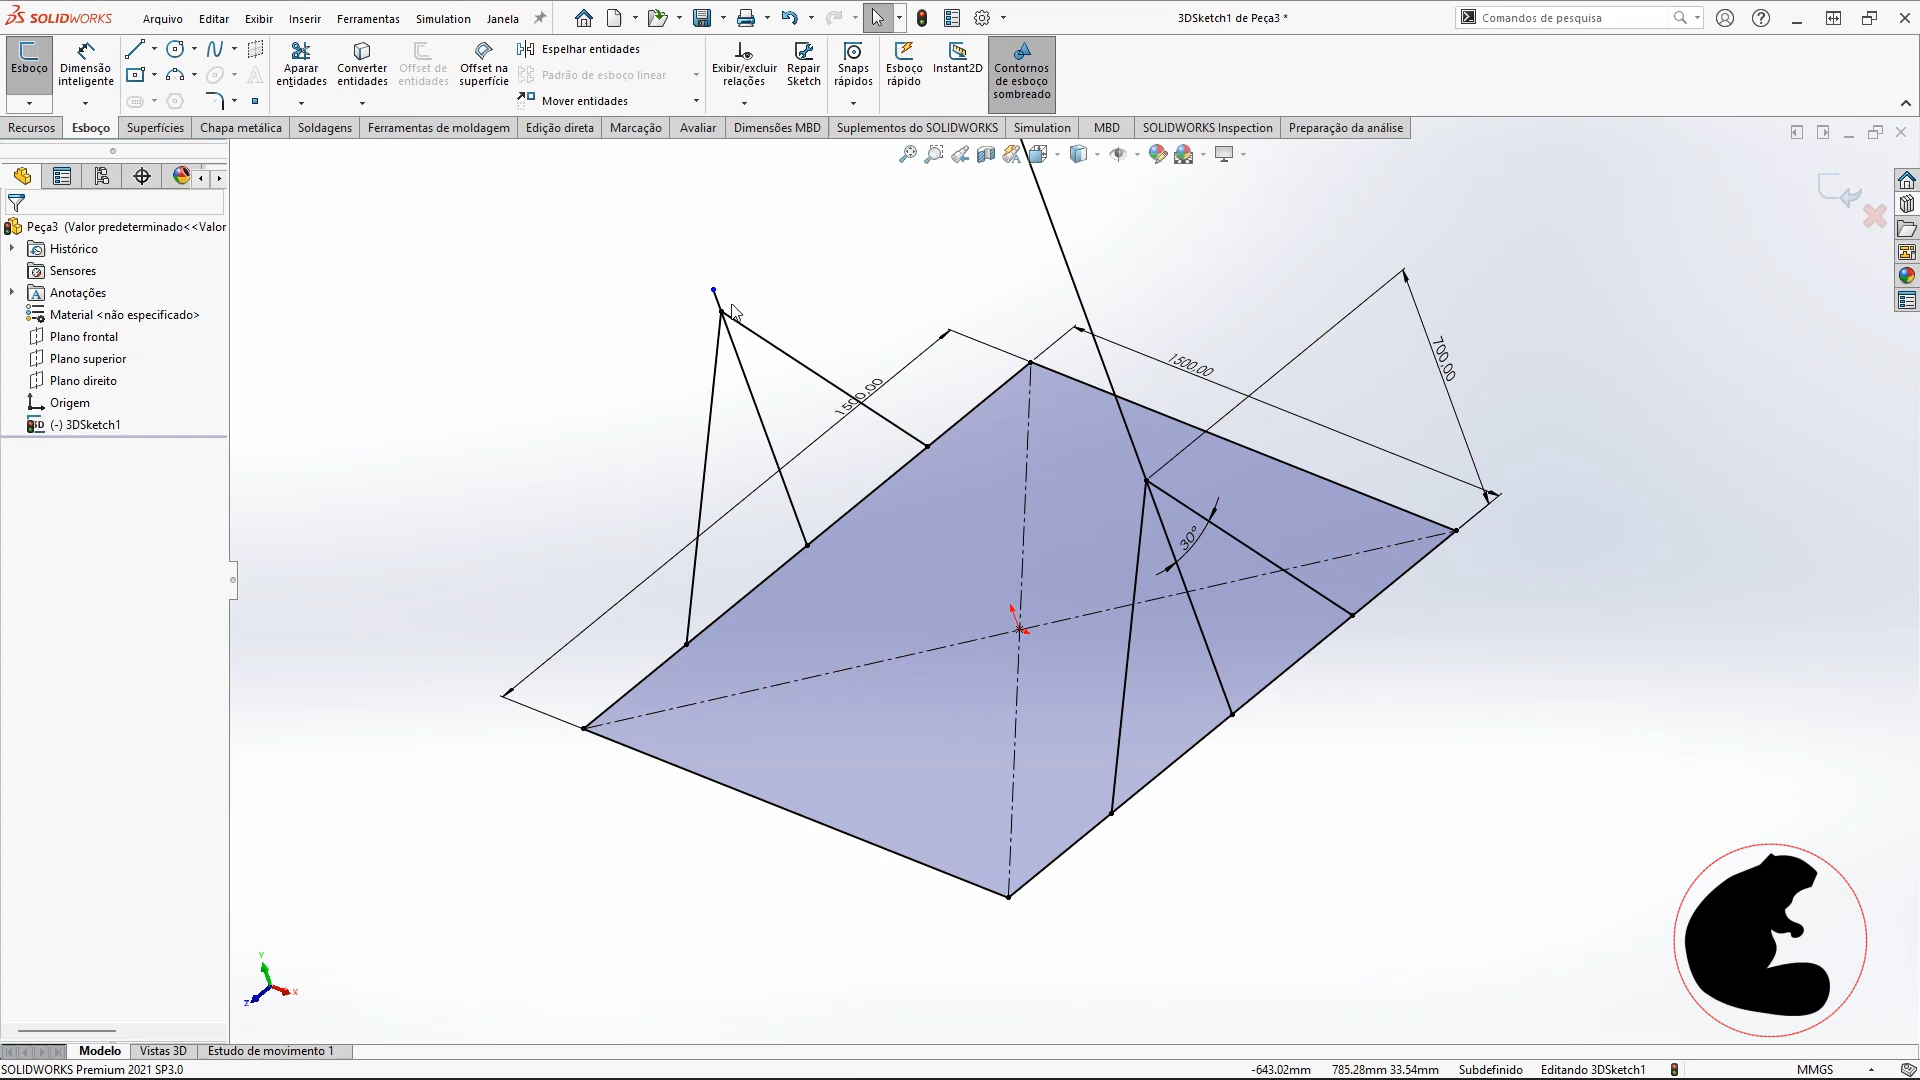 SOLIDWORKS
Arquivo Editar Exibir Inserir Ferramentas Simulation Janela
3DSketch1 de Peça3 *
Comandos de pesquisa
Esboço
Dimensão inteligente
Aparar entidades
Converter entidades
Offset de entidades
Offset na superfície
Espelhar entidades
Padrão de esboço linear
Mover entidades
Exibir/excluir relações
Repair Sketch
Snaps rápidos
Esboço rápido
Instant2D
Contornos de esboço sombreado
Recursos Esboço Superfícies Chapa metálica Soldagens Ferramentas de moldagem Edição direta Marcação Avaliar Dimensões MBD Suplementos do SOLIDWORKS Simulation MBD SOLIDWORKS Inspection Preparação da análise
Peça3 (Valor predeterminado<<Valor
Histórico
Sensores
Anotações
Material <não especificado>
Plano frontal
Plano superior
Plano direito
Origem
(-) 3DSketch1
1500,00
1500,00
700,00
30°
Y
X
Z
Modelo Vistas 3D Estudo de movimento 1
SOLIDWORKS Premium 2021 SP3.0
-643.02mm 785.28mm 33.54mm Subdefinido Editando 3DSketch1 MMGS